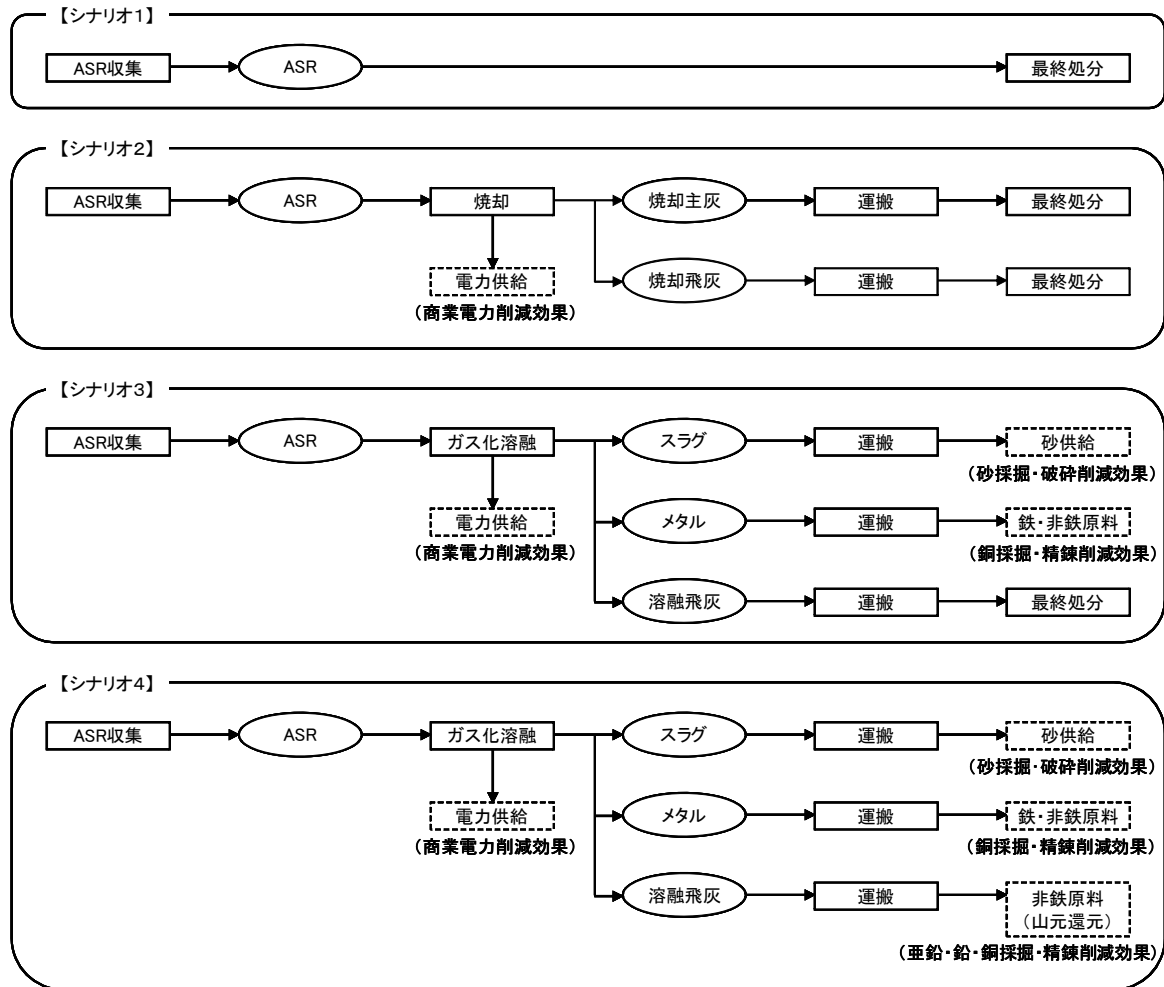 【シナリオ1】
ASR収集
ASR
最終処分
【シナリオ2】
ASR収集
ASR
焼却
焼却主灰
運搬
最終処分
電力供給
（商業電力削減効果）
焼却飛灰
運搬
最終処分
【シナリオ3】
ASR収集
ASR
ガス化溶融
スラグ
運搬
砂供給
（砂採掘・破砕削減効果）
電力供給
（商業電力削減効果）
メタル
運搬
鉄・非鉄原料
（銅採掘・精錬削減効果）
溶融飛灰
運搬
最終処分
【シナリオ4】
ASR収集
ASR
ガス化溶融
スラグ
運搬
砂供給
（砂採掘・破砕削減効果）
電力供給
（商業電力削減効果）
メタル
運搬
鉄・非鉄原料
（銅採掘・精錬削減効果）
溶融飛灰
運搬
非鉄原料
（山元還元）
（亜鉛・鉛・銅採掘・精錬削減効果）